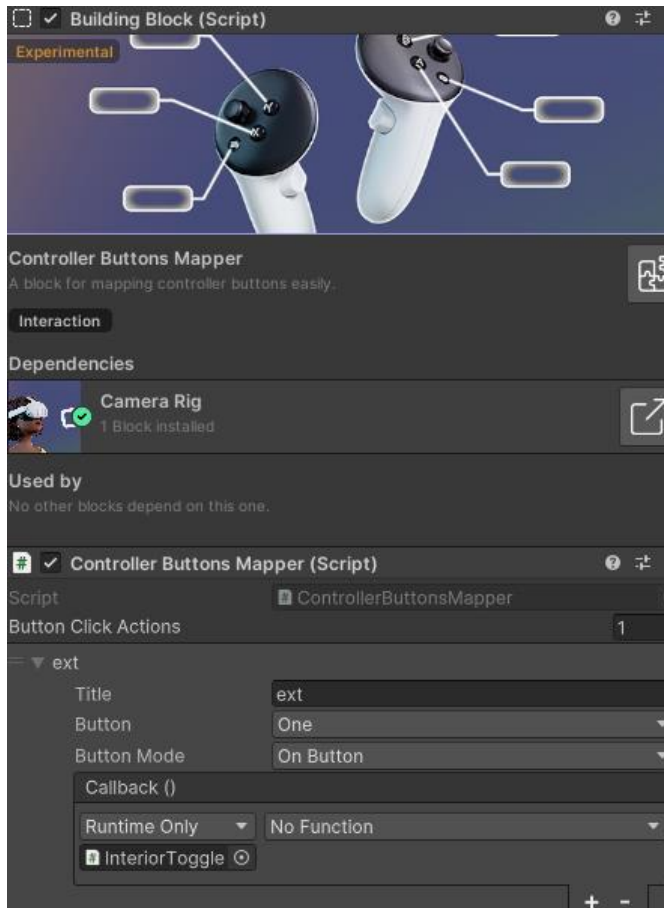 Building Block (Script)
Experimental
Controller Buttons Mapper
A block for mapping controller buttons easily.
Interaction
Dependencies
Camera Rig
1 Block installed
Used by
No other blocks depend on this one.
# Controller Buttons Mapper (Script)
Script # ControllerButtonsMapper
Button Click Actions 1
ext
Title ext
Button One
Button Mode On Button
Callback ()
Runtime Only No Function
# InteriorToggle
+ -